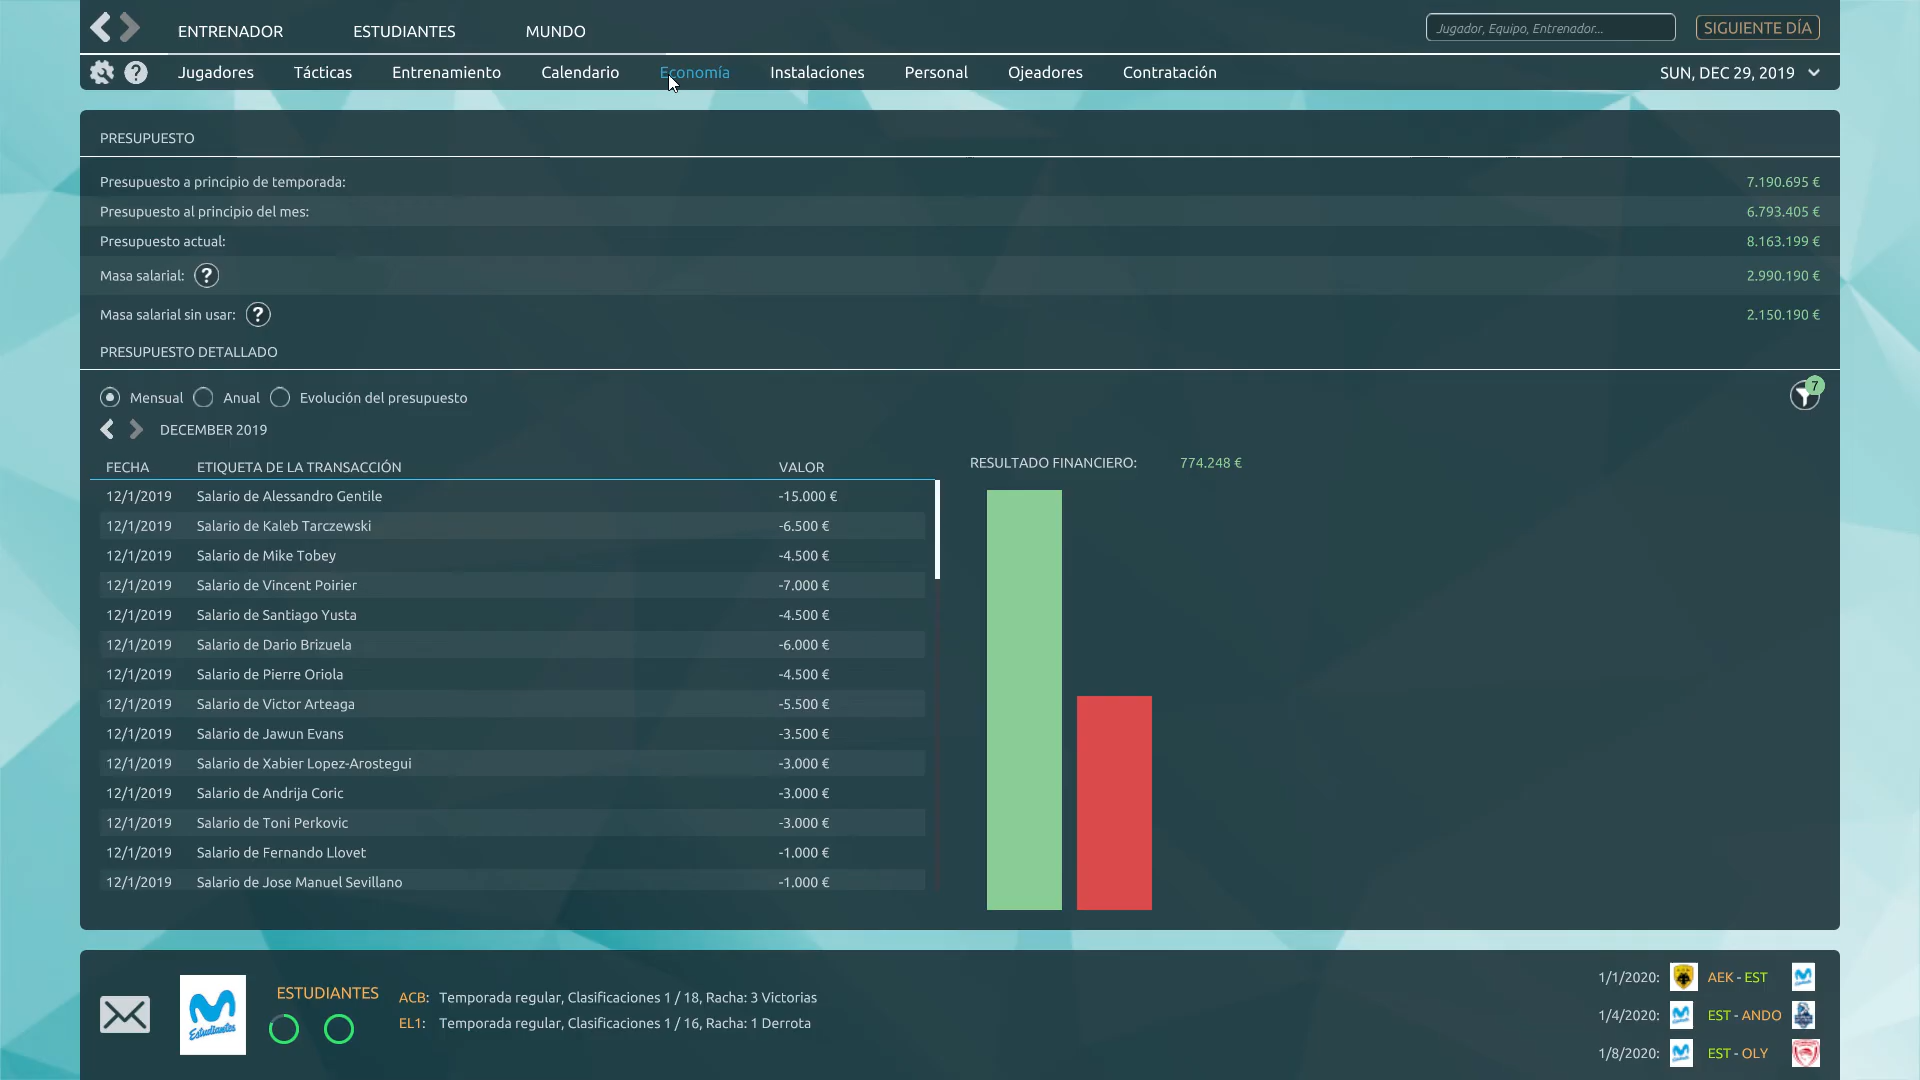 ENTRENADOR ESTUDIANTES MUNDO Jugador, Equipo, Entrenador... SIGUIENTE DÍA
Jugadores Tácticas Entrenamiento Calendario Economía Instalaciones Personal Ojeadores Contratación SUN, DEC 29, 2019
PRESUPUESTO
Presupuesto a principio de temporada: 7.190.695 €
Presupuesto al principio del mes: 6.793.405 €
Presupuesto actual: 8.163.199 €
Masa salarial: ? 2.990.190 €
Masa salarial sin usar: ? 2.150.190 €
PRESUPUESTO DETALLADO
Mensual Anual Evolución del presupuesto 7
DECEMBER 2019
FECHA ETIQUETA DE LA TRANSACCIÓN VALOR
12/1/2019 Salario de Alessandro Gentile -15.000 €
12/1/2019 Salario de Kaleb Tarczewski -6.500 €
12/1/2019 Salario de Mike Tobey -4.500 €
12/1/2019 Salario de Vincent Poirier -7.000 €
12/1/2019 Salario de Santiago Yusta -4.500 €
12/1/2019 Salario de Dario Brizuela -6.000 €
12/1/2019 Salario de Pierre Oriola -4.500 €
12/1/2019 Salario de Victor Arteaga -5.500 €
12/1/2019 Salario de Jawun Evans -3.500 €
12/1/2019 Salario de Xabier Lopez-Arostegui -3.000 €
12/1/2019 Salario de Andrija Coric -3.000 €
12/1/2019 Salario de Toni Perkovic -3.000 €
12/1/2019 Salario de Fernando Llovet -1.000 €
12/1/2019 Salario de Jose Manuel Sevillano -1.000 €
RESULTADO FINANCIERO: 774.248 €
Estudiantes
ESTUDIANTES
ACB: Temporada regular, Clasificaciones 1 / 18, Racha: 3 Victorias
EL1: Temporada regular, Clasificaciones 1 / 16, Racha: 1 Derrota
1/1/2020: AEK - EST
1/4/2020: EST - ANDO
1/8/2020: EST - OLY